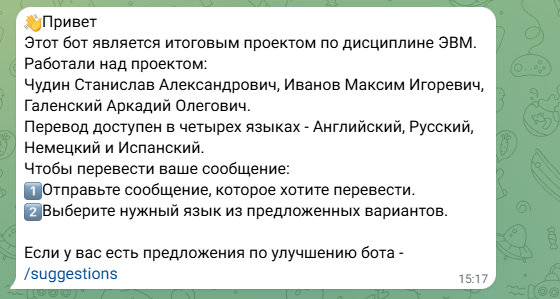 👋Привет
Этот бот является итоговым проектом по дисциплине ЭВМ.
Работали над проектом:
Чудин Станислав Александрович, Иванов Максим Игоревич,
Галенский Аркадий Олегович.
Перевод доступен в четырех языках - Английский, Русский,
Немецкий и Испанский.
Чтобы перевести ваше сообщение:
1️⃣Отправьте сообщение, которое хотите перевести.
2️⃣Выберите нужный язык из предложенных вариантов.
Если у вас есть предложения по улучшению бота -
/suggestions
15:17